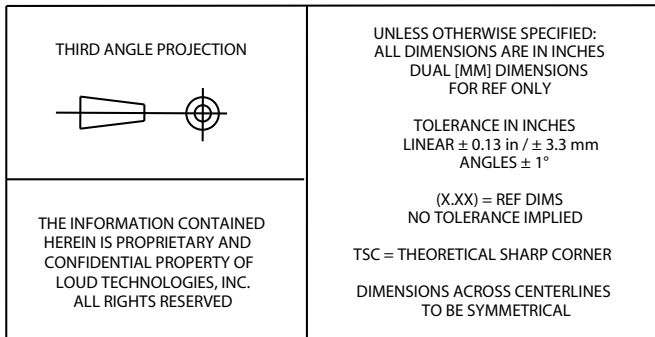 THIRD ANGLE PROJECTION
THE INFORMATION CONTAINED
HEREIN IS PROPRIETARY AND
CONFIDENTIAL PROPERTY OF
LOUD TECHNOLOGIES, INC.
ALL RIGHTS RESERVED
UNLESS OTHERWISE SPECIFIED:
ALL DIMENSIONS ARE IN INCHES
DUAL [MM] DIMENSIONS
FOR REF ONLY
TOLERANCE IN INCHES
LINEAR ± 0.13 in / ± 3.3 mm
ANGLES ± 1°
(X.XX) = REF DIMS
NO TOLERANCE IMPLIED
TSC = THEORETICAL SHARP CORNER
DIMENSIONS ACROSS CENTERLINES
TO BE SYMMETRICAL